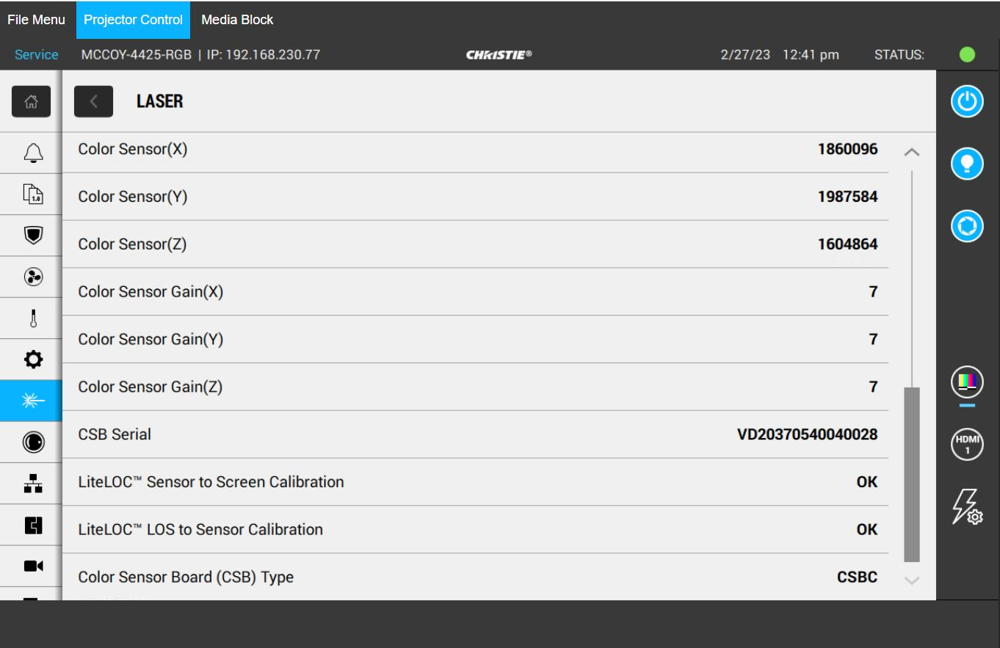 File Menu Projector Control Media Block
Service MCCOY-4425-RGB | IP: 192.168.230.77 CHRISTIE® 2/27/23 12:41 pm STATUS:
LASER
Color Sensor(X) 1860096
1.0
Color Sensor(Y) 1987584
Color Sensor(Z) 1604864
Color Sensor Gain(X) 7
Color Sensor Gain(Y) 7
Color Sensor Gain(Z) 7
CSB Serial VD20370540040028
HDMI
1
LiteLOC™ Sensor to Screen Calibration OK
LiteLOC™ LOS to Sensor Calibration OK
Color Sensor Board (CSB) Type CSBC